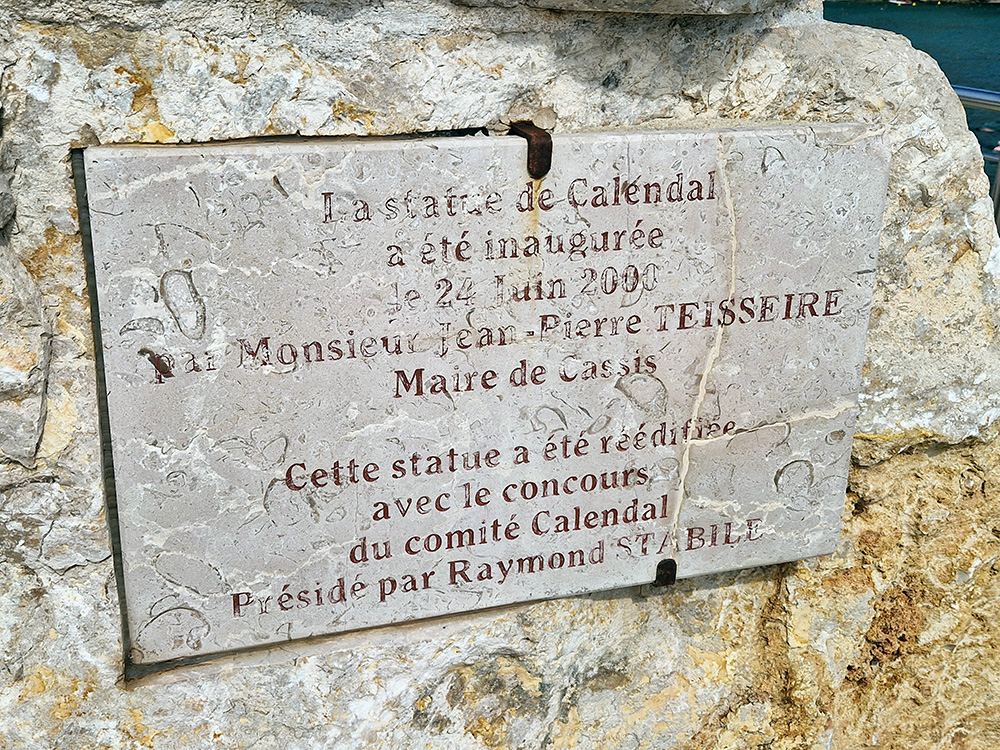 La statue de Caléndal
a été inaugurée
le 24 Juin 2000
par Monsieur Jean-Pierre TEISSEIRE
Maire de Cassis
Cette statue a été réédifiée
avec le concours
du comité Calendal
Présidé par Raymond STABILE